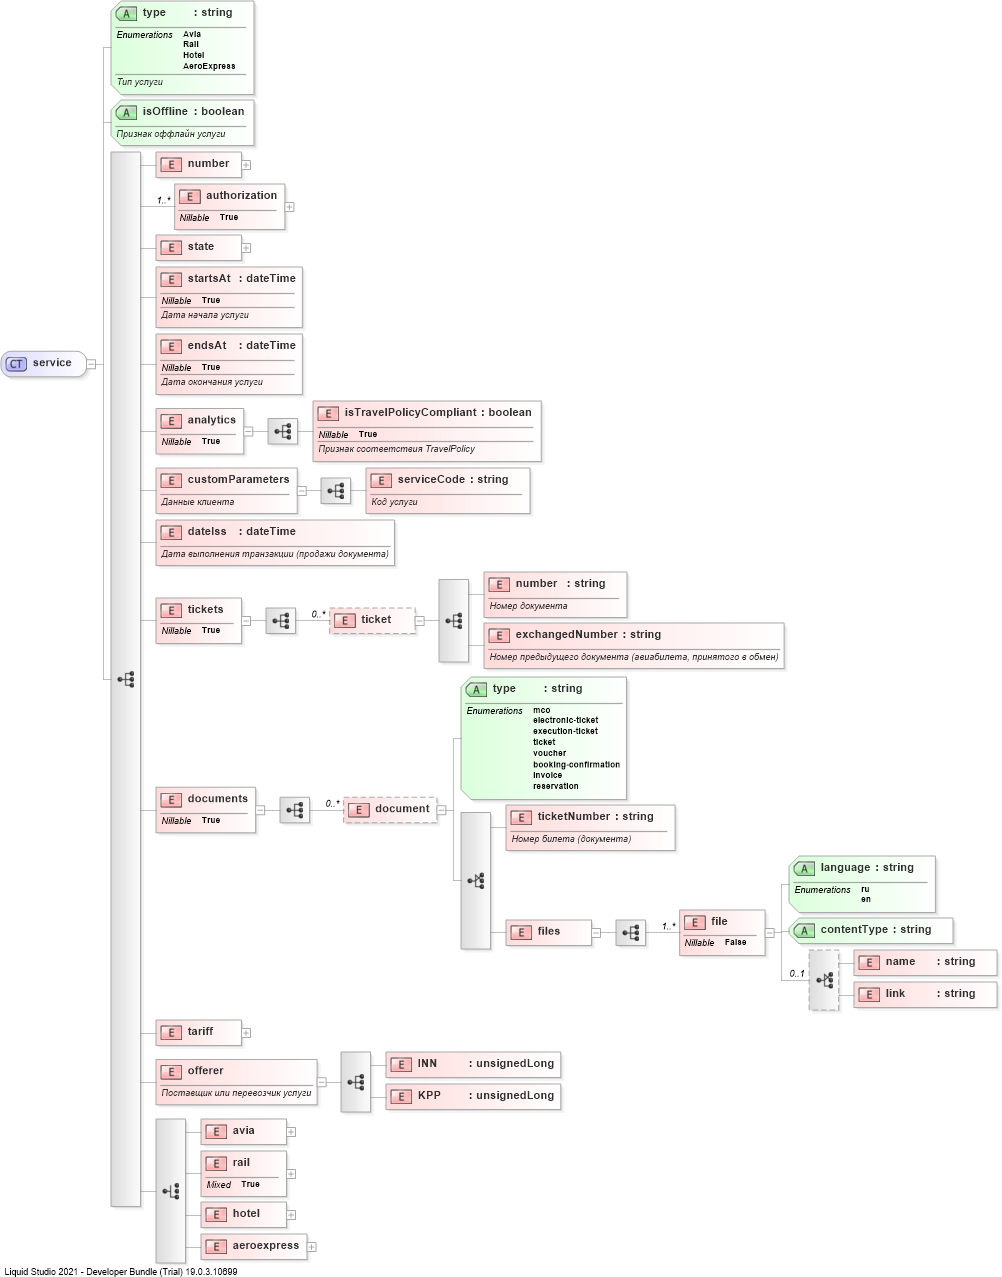 A type : string
Enumerations Avia
Rail
Hotel
AeroExpress
Тип услуги
A isOffline : boolean
Признак оффлайн услуги
E number
1..* E authorization
Nillable True
E state
E startsAt : dateTime
Nillable True
Дата начала услуги
E endsAt : dateTime
Nillable True
Дата окончания услуги
CT service
E analytics
Nillable True
E isTravelPolicyCompliant : boolean
Nillable True
Признак соответствия TravelPolicy
E customParameters
Данные клиента
E serviceCode : string
Код услуги
E dateIss : dateTime
Дата выполнения транзакции (продажи документа)
E tickets
Nillable True
0..* E ticket
E number : string
Номер документа
E exchangedNumber : string
Номер предыдущего документа (авиабилета, принятого в обмен)
A type : string
Enumerations mco
electronic-ticket
execution-ticket
ticket
voucher
booking-confirmation
invoice
reservation
E documents
Nillable True
0..* E document
E ticketNumber : string
Номер билета (документа)
E files
1..* E file
Nillable False
A language : string
Enumerations ru
en
A contentType : string
0..1
E name : string
E link : string
E tariff
E offerer
Поставщик или перевозчик услуги
E INN : unsignedLong
E KPP : unsignedLong
E avia
E rail
Mixed True
E hotel
E aeroexpress
Liquid Studio 2021 - Developer Bundle (Trial) 19.0.3.10699